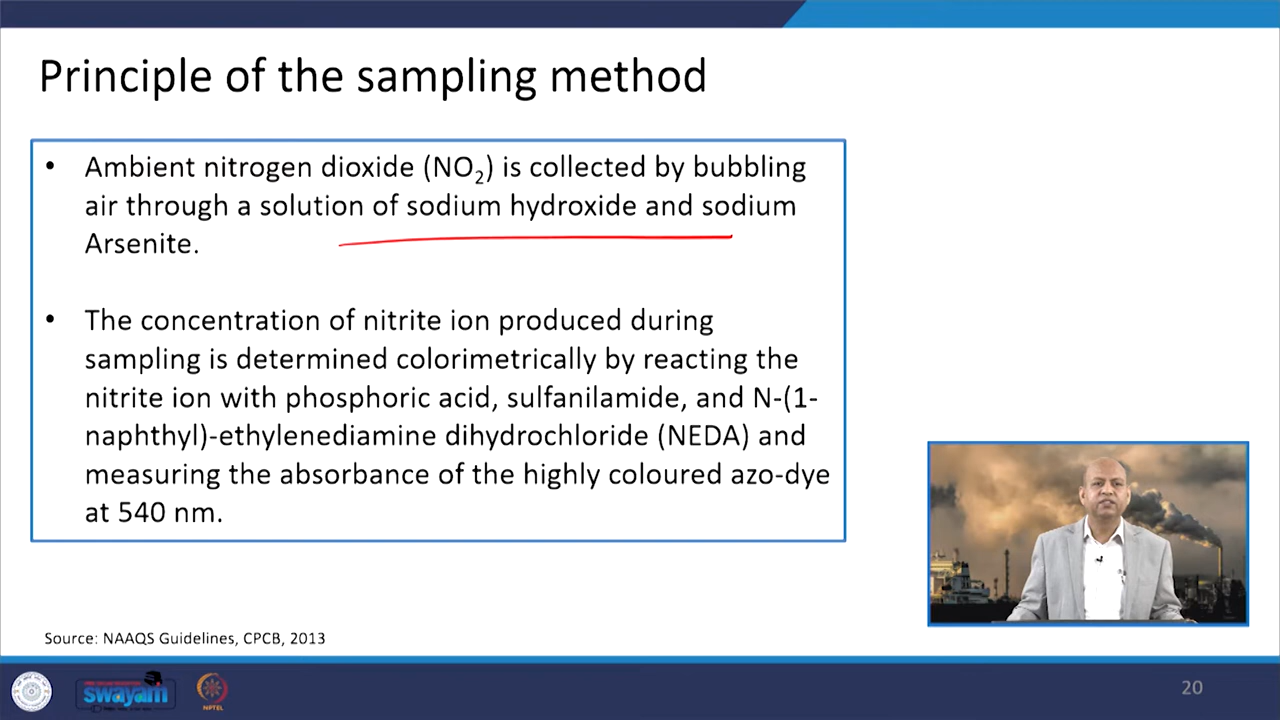 Principle of the sampling method
• Ambient nitrogen dioxide (NO₂) is collected by bubbling
air through a solution of sodium hydroxide and sodium
Arsenite.
• The concentration of nitrite ion produced during
sampling is determined colorimetrically by reacting the
nitrite ion with phosphoric acid, sulfanilamide, and N-(1-
naphthyl)-ethylenediamine dihydrochloride (NEDA) and
measuring the absorbance of the highly coloured azo-dye
at 540 nm.
Source: NAAQS Guidelines, CPCB, 2013
swayam
NPTEL
20